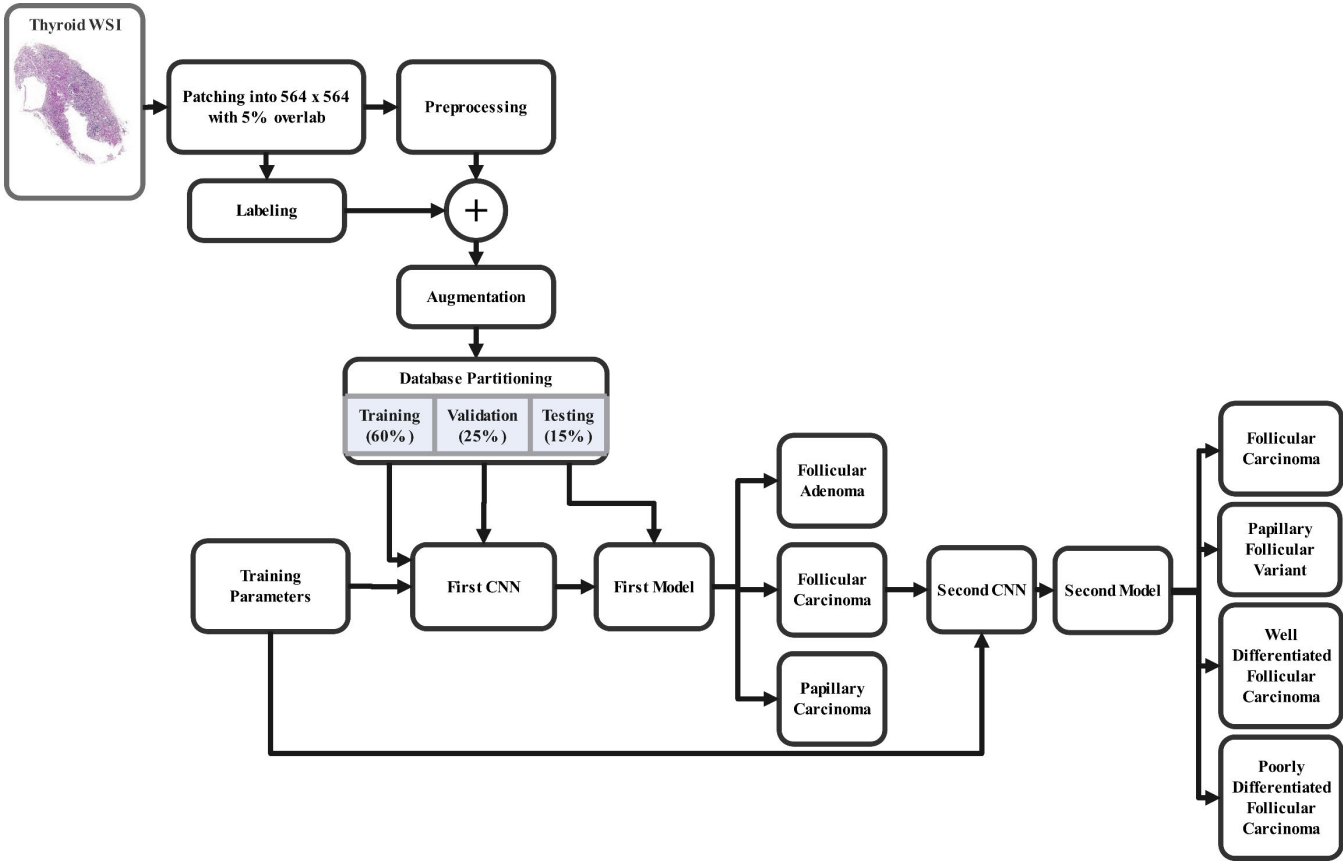 Thyroid WSI
Patching into 564 x 564
with 5% overlab
Preprocessing
Labeling
+
Augmentation
Database Partitioning
Training
(60%)
Validation
(25%)
Testing
(15%)
Training
Parameters
First CNN
First Model
Follicular
Adenoma
Follicular
Carcinoma
Papillary
Carcinoma
Second CNN
Second Model
Follicular
Carcinoma
Papillary
Follicular
Variant
Well
Differentiated
Follicular
Carcinoma
Poorly
Differentiated
Follicular
Carcinoma